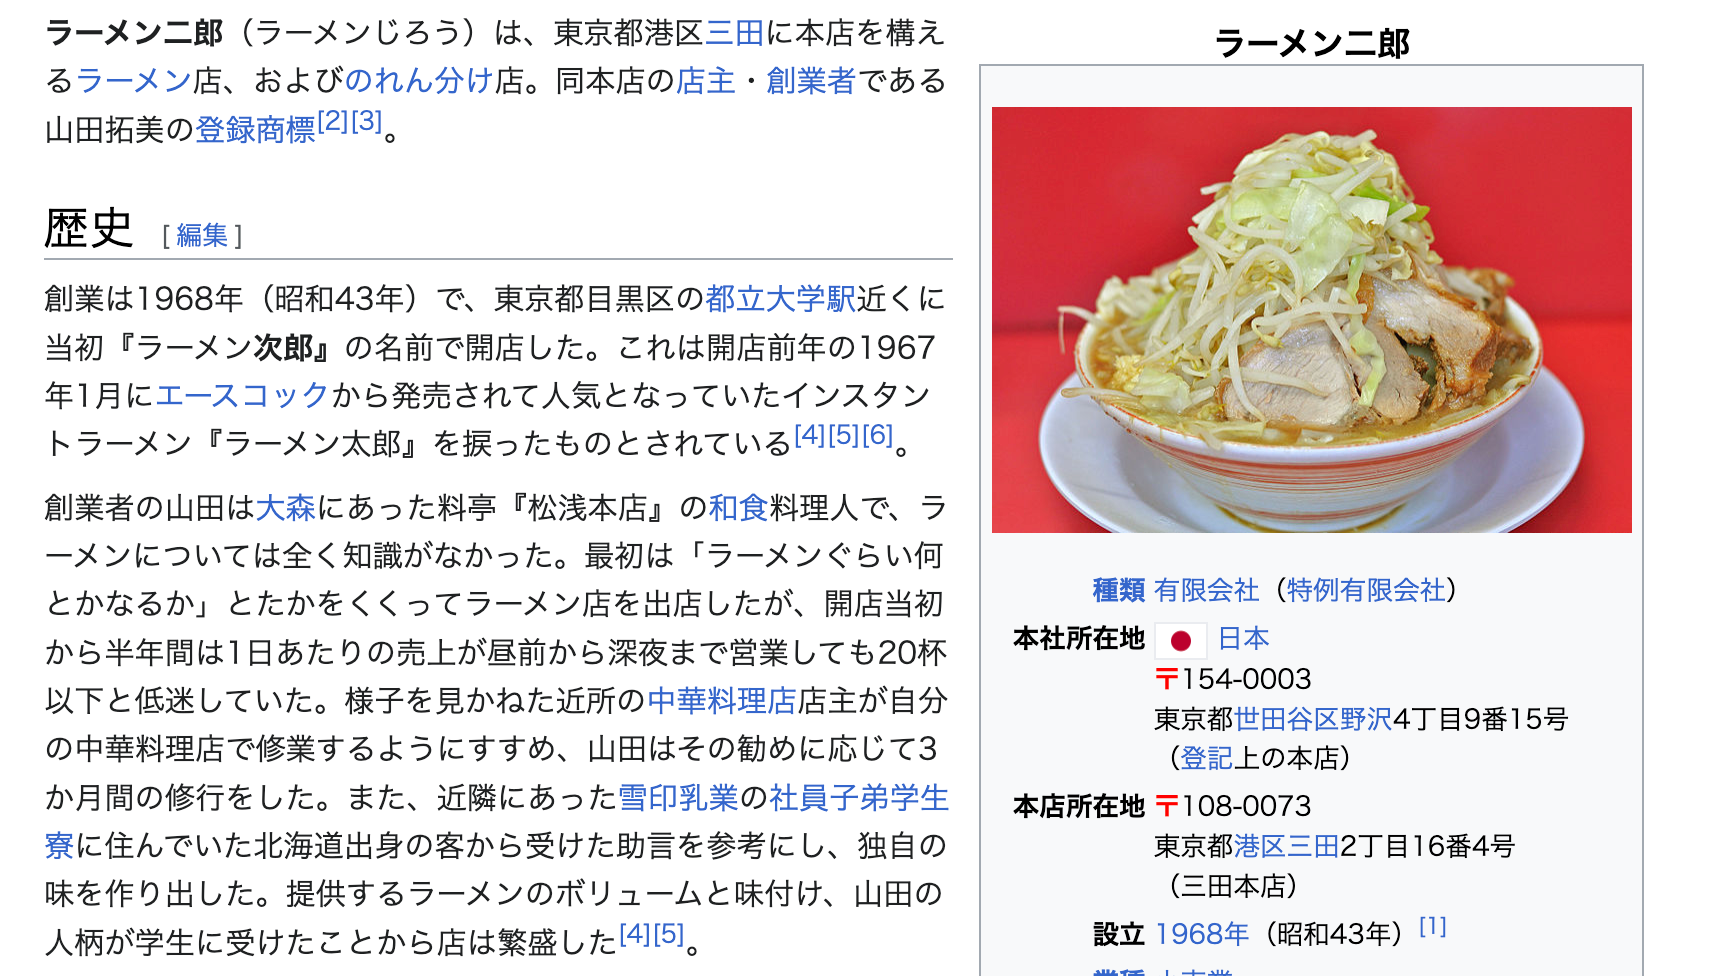 ラーメン二郎（ラーメンじろう）は、東京都港区三田に本店を構え
るラーメン店、およびのれん分け店。同本店の店主・創業者である
山田拓美の登録商標[2][3]。
歴史 [ 編集 ]
創業は1968年（昭和43年）で、東京都目黒区の都立大学駅近くに
当初『ラーメン次郎』の名前で開店した。これは開店前年の1967
年1月にエースコックから発売されて人気となっていたインスタン
トラーメン『ラーメン太郎』を捩ったものとされている[4][5][6]。
創業者の山田は大森にあった料亭『松浅本店』の和食料理人で、ラ
ーメンについては全く知識がなかった。最初は「ラーメンぐらい何
とかなるか」とたかをくくってラーメン店を出店したが、開店当初
から半年間は1日あたりの売上が昼前から深夜まで営業しても20杯
以下と低迷していた。様子を見かねた近所の中華料理店店主が自分
の中華料理店で修業するようにすすめ、山田はその勧めに応じて3
か月間の修行をした。また、近隣にあった雪印乳業の社員子弟学生
寮に住んでいた北海道出身の客から受けた助言を参考にし、独自の
味を作り出した。提供するラーメンのボリュームと味付け、山田の
人柄が学生に受けたことから店は繁盛した[4][5]。
ラーメン二郎
種類 有限会社（特例有限会社）
本社所在地 日本
〒154-0003
東京都世田谷区野沢4丁目9番15号
（登記上の本店）
本店所在地 〒108-0073
東京都港区三田2丁目16番4号
（三田本店）
設立 1968年（昭和43年）[1]